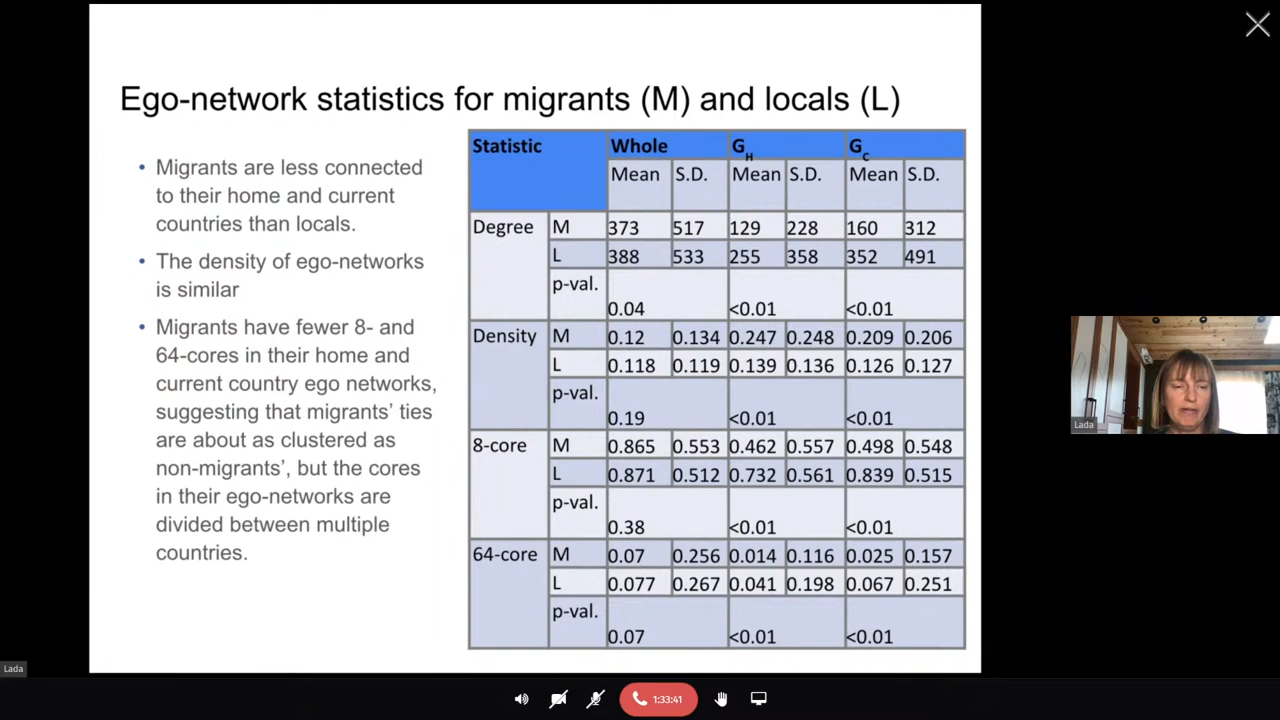 Ego-network statistics for migrants (M) and locals (L)
• Migrants are less connected
to their home and current
countries than locals.
• The density of ego-networks
is similar
• Migrants have fewer 8- and
64-cores in their home and
current country ego networks,
suggesting that migrants’ ties
are about as clustered as
non-migrants’, but the cores
in their ego-networks are
divided between multiple
countries.
Statistic Whole GH GC
Mean S.D. Mean S.D. Mean S.D.
Degree M 373 517 129 228 160 312
L 388 533 255 358 352 491
p-val.
0.04 <0.01 <0.01
Density M 0.12 0.134 0.247 0.248 0.209 0.206
L 0.118 0.119 0.139 0.136 0.126 0.127
p-val.
0.19 <0.01 <0.01
8-core M 0.865 0.553 0.462 0.557 0.498 0.548
L 0.871 0.512 0.732 0.561 0.839 0.515
p-val.
0.38 <0.01 <0.01
64-core M 0.07 0.256 0.014 0.116 0.025 0.157
L 0.077 0.267 0.041 0.198 0.067 0.251
p-val.
0.07 <0.01 <0.01
Lada
Lada
1:33:41